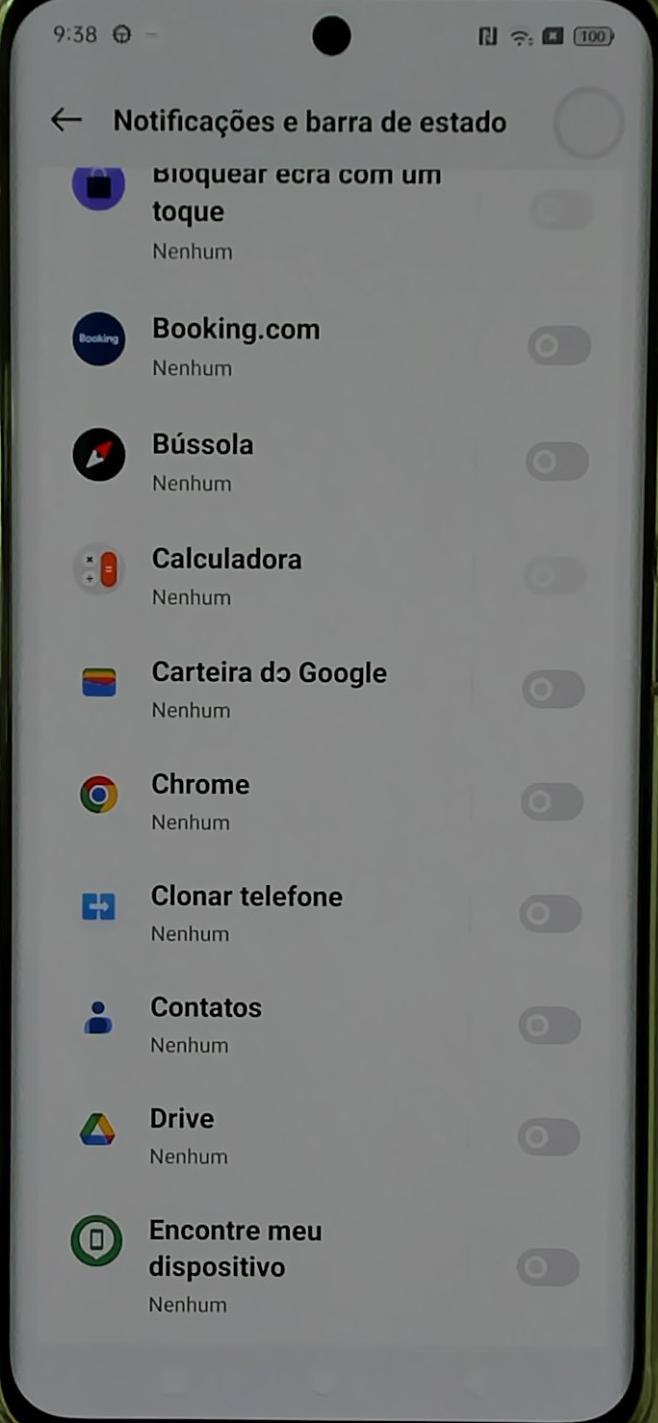 9:38
100
Notificações e barra de estado
Bloquear ecrã com um
toque
Nenhum
Booking
Booking.com
Nenhum
Bússola
Nenhum
Calculadora
Nenhum
Carteira do Google
Nenhum
Chrome
Nenhum
Clonar telefone
Nenhum
Contatos
Nenhum
Drive
Nenhum
Encontre meu
dispositivo
Nenhum